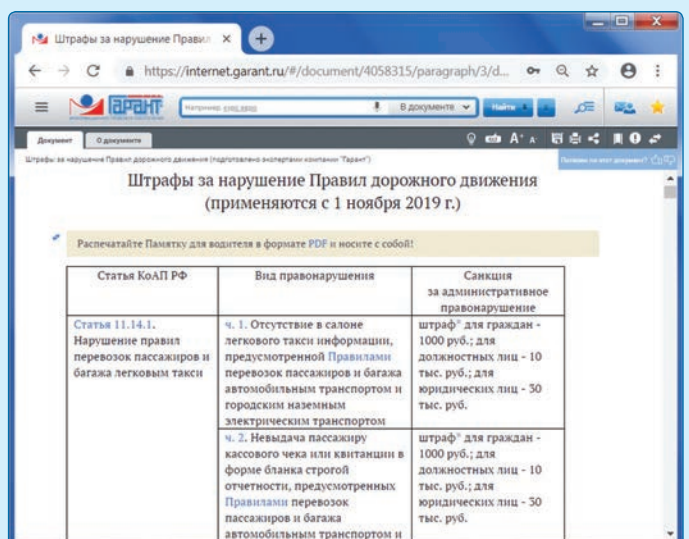 Штрафы за нарушение Правил
https://internet.garant.ru/#/document/4058315/paragraph/3/d...
ГАРАНТ
Например: НДФЛ
В документе
Найти
Документ
О документе
Штрафы за нарушение Правил дорожного движения (подготовлено экспертами компании "Гарант")
Полезен ли этот документ?
Штрафы за нарушение Правил дорожного движения
(применяются с 1 ноября 2019 г.)
Распечатайте Памятку для водителя в формате PDF и носите с собой!
Статья КоАП РФ
Вид правонарушения
Санкция
за административное
правонарушение
Статья 11.14.1.
Нарушение правил
перевозок пассажиров и
багажа легковым такси
ч. 1. Отсутствие в салоне
легкового такси информации,
предусмотренной Правилами
перевозок пассажиров и багажа
автомобильным транспортом и
городским наземным
электрическим транспортом
штраф* для граждан -
1000 руб.; для
должностных лиц - 10
тыс. руб.; для
юридических лиц - 30
тыс. руб.
ч. 2. Невыдача пассажиру
кассового чека или квитанции в
форме бланка строгой
отчетности, предусмотренных
Правилами перевозок
пассажиров и багажа
автомобильным транспортом и
штраф* для граждан -
1000 руб.; для
должностных лиц - 10
тыс. руб.; для
юридических лиц - 30
тыс. руб.